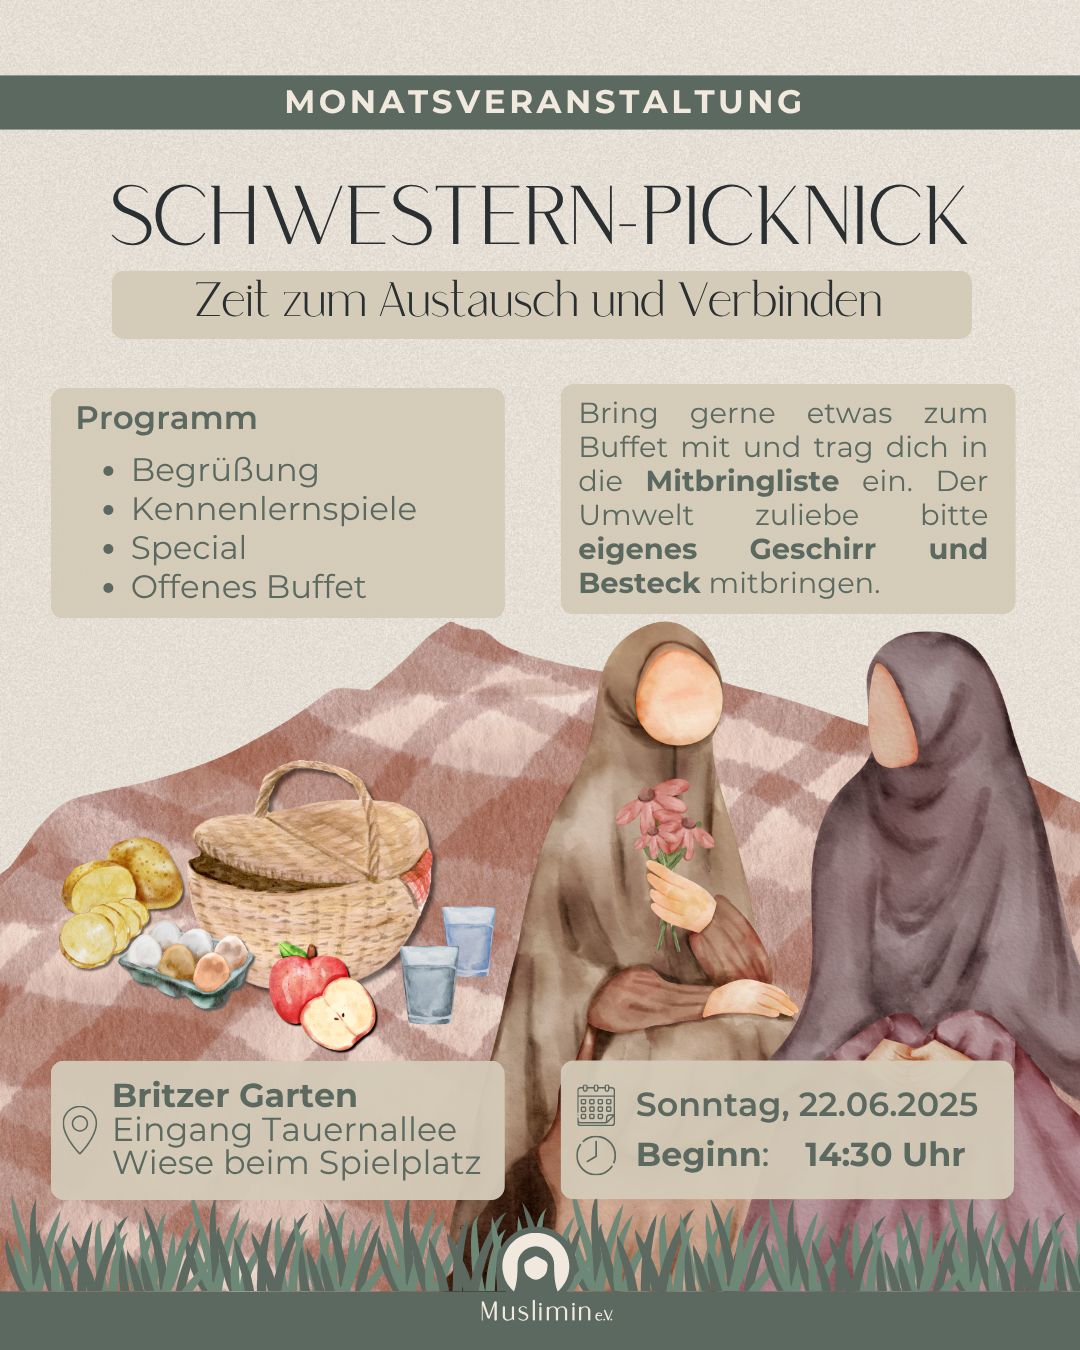 MONATSVERANSTALTUNG
SCHWESTERN-PICKNICK
Zeit zum Austausch und Verbinden
Programm
• Begrüßung
• Kennenlernspiele
• Special
• Offenes Buffet
Bring gerne etwas zum
Buffet mit und trag dich in
die Mitbringliste ein. Der
Umwelt zuliebe bitte
eigenes Geschirr und
Besteck mitbringen.
Britzer Garten
Eingang Tauernallee
Wiese beim Spielplatz
Sonntag, 22.06.2025
Beginn: 14:30 Uhr
Muslimin e.V.